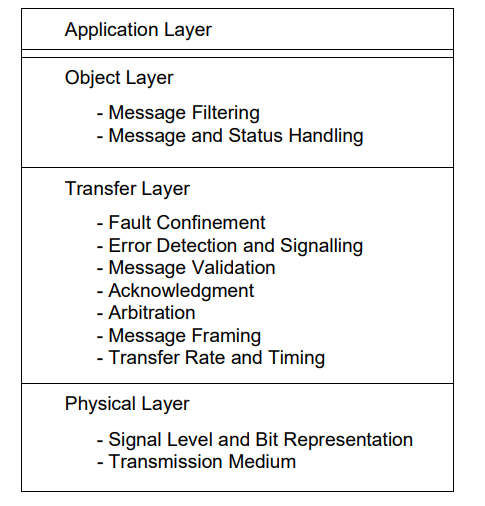 Application Layer
Object Layer
- Message Filtering
- Message and Status Handling
Transfer Layer
- Fault Confinement
- Error Detection and Signalling
- Message Validation
- Acknowledgment
- Arbitration
- Message Framing
- Transfer Rate and Timing
Physical Layer
- Signal Level and Bit Representation
- Transmission Medium